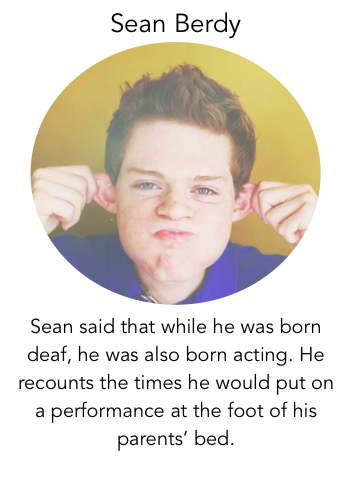 Sean Berdy
Sean said that while he was born
deaf, he was also born acting. He
recounts the times he would put on
a performance at the foot of his
parents’ bed.